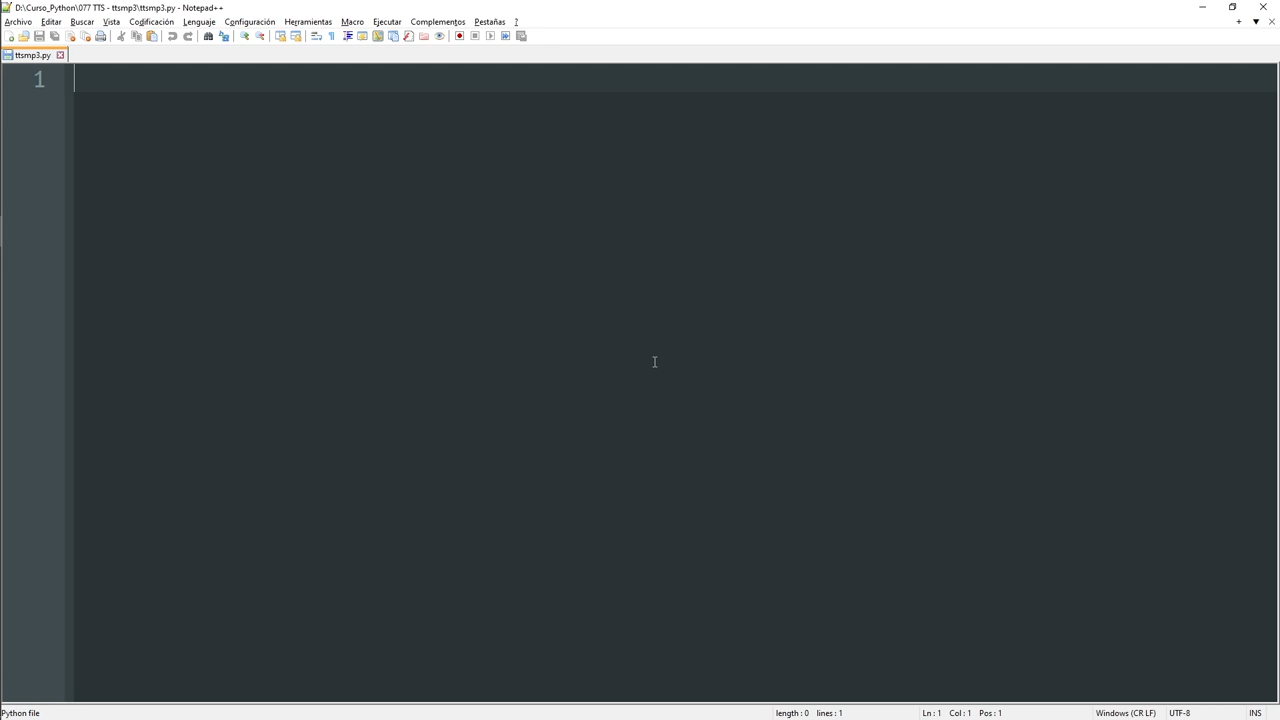 D:\Curso_Python\077 TTS - ttsmp3\ttsmp3.py - Notepad++
Archivo Editar Buscar Vista Codificación Lenguaje Configuración Herramientas Macro Ejecutar Complementos Pestañas ?
ttsmp3.py
1
Python file length : 0 lines : 1 Ln : 1 Col : 1 Pos : 1 Windows (CR LF) UTF-8 INS